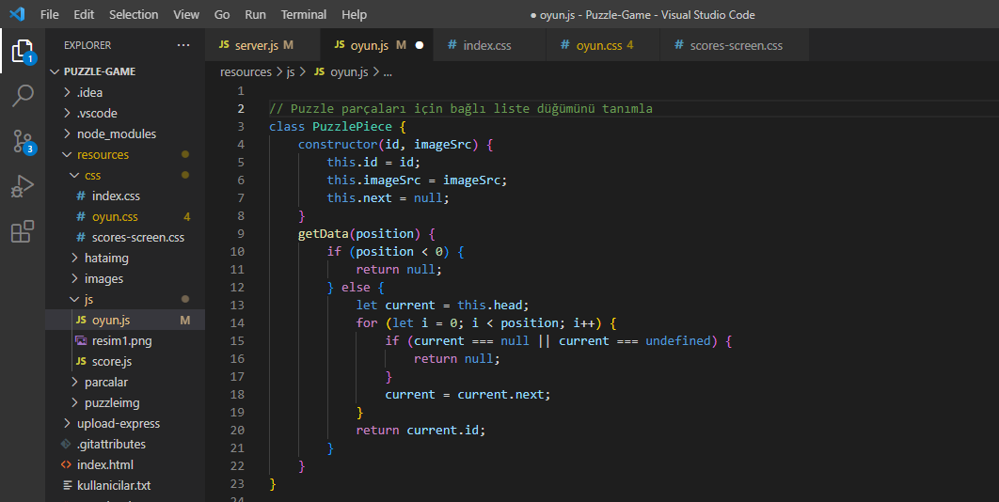 File Edit Selection View Go Run Terminal Help ● oyun.js - Puzzle-Game - Visual Studio Code
EXPLORER ...
PUZZLE-GAME
.idea
.vscode
node_modules
resources
css
# index.css
# oyun.css 4
# scores-screen.css
hataimg
images
js
JS oyun.js M
resim1.png
JS score.js
parcalar
puzzleimg
upload-express
.gitattributes
<> index.html
kullanicilar.txt
1
3
JS server.js M JS oyun.js M ● # index.css # oyun.css 4 # scores-screen.css
resources > js > JS oyun.js > ...
1
2 // Puzzle parçaları için bağlı liste düğümünü tanımla
3 class PuzzlePiece {
4 constructor(id, imageSrc) {
5 this.id = id;
6 this.imageSrc = imageSrc;
7 this.next = null;
8 }
9 getData(position) {
10 if (position < 0) {
11 return null;
12 } else {
13 let current = this.head;
14 for (let i = 0; i < position; i++) {
15 if (current === null || current === undefined) {
16 return null;
17 }
18 current = current.next;
19 }
20 return current.id;
21 }
22 }
23 }
24